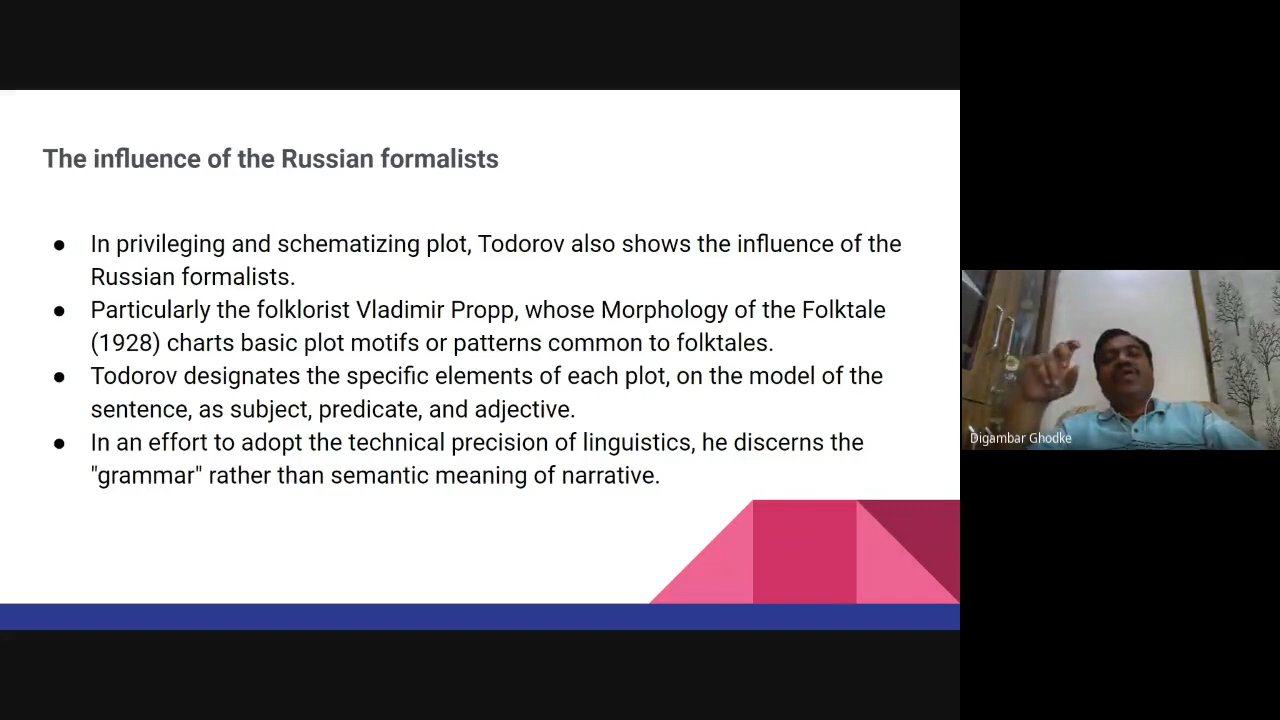 The influence of the Russian formalists
● In privileging and schematizing plot, Todorov also shows the influence of the
Russian formalists.
● Particularly the folklorist Vladimir Propp, whose Morphology of the Folktale
(1928) charts basic plot motifs or patterns common to folktales.
● Todorov designates the specific elements of each plot, on the model of the
sentence, as subject, predicate, and adjective.
● In an effort to adopt the technical precision of linguistics, he discerns the
"grammar" rather than semantic meaning of narrative.
Digambar Ghodke